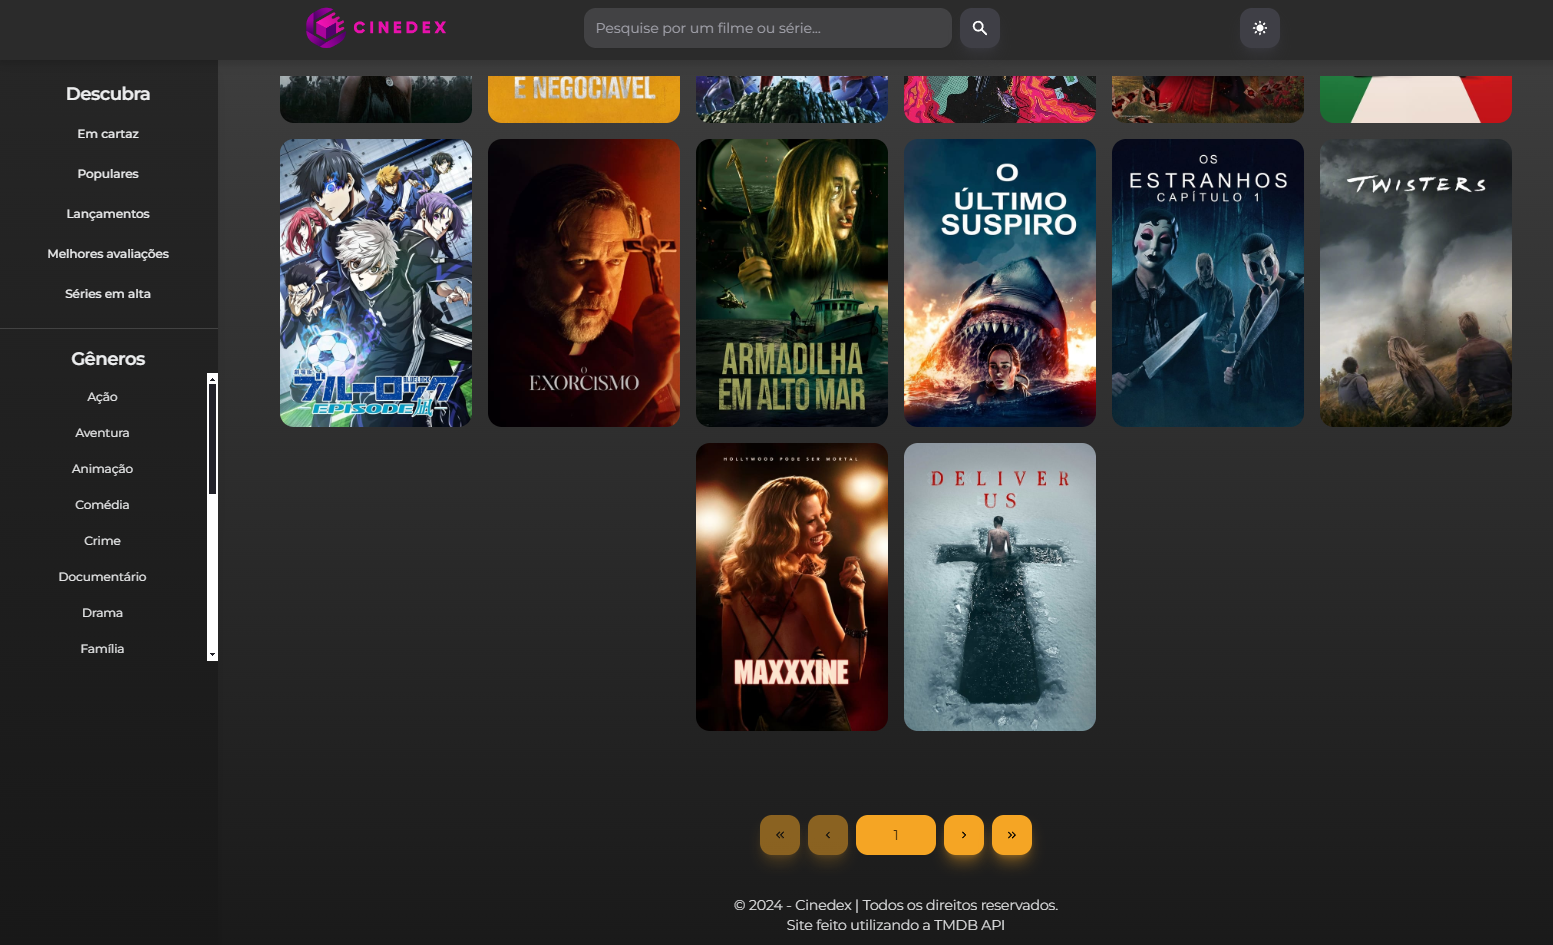 CINEDEX
Pesquise por um filme ou série...
Descubra
Em cartaz
Populares
Lançamentos
Melhores avaliações
Séries em alta
Gêneros
Ação
Aventura
Animação
Comédia
Crime
Documentário
Drama
Família
É NEGOCIÁVEL
ブルーロック
EPISODE 凪
O
EXORCISMO
ARMADILHA
EM ALTO MAR
O
ÚLTIMO
SUSPIRO
OS
ESTRANHOS
CAPÍTULO 1
TWISTERS
HOLLYWOOD PODE SER MORTAL
MAXXXINE
DELIVER
US
« ‹ 1 › »
© 2024 - Cinedex | Todos os direitos reservados.
Site feito utilizando a TMDB API